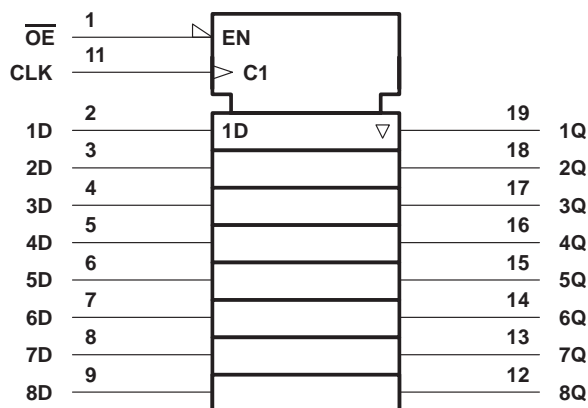 1
OE EN
11
CLK C1
2 19
1D 1D 1Q
3 18
2D 2Q
4 17
3D 3Q
5 16
4D 4Q
6 15
5D 5Q
7 14
6D 6Q
8 13
7D 7Q
9 12
8D 8Q